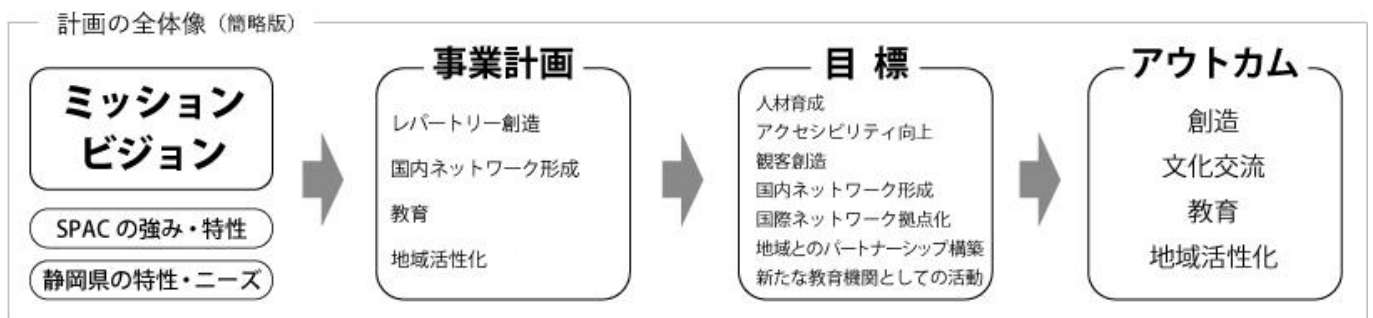 計画の全体像（簡略版）
ミッション
ビジョン
SPACの強み・特性
静岡県の特性・ニーズ
事業計画
レパートリー創造
国内ネットワーク形成
教育
地域活性化
目標
人材育成
アクセシビリティ向上
観客創造
国内ネットワーク形成
国際ネットワーク拠点化
地域とのパートナーシップ構築
新たな教育機関としての活動
アウトカム
創造
文化交流
教育
地域活性化